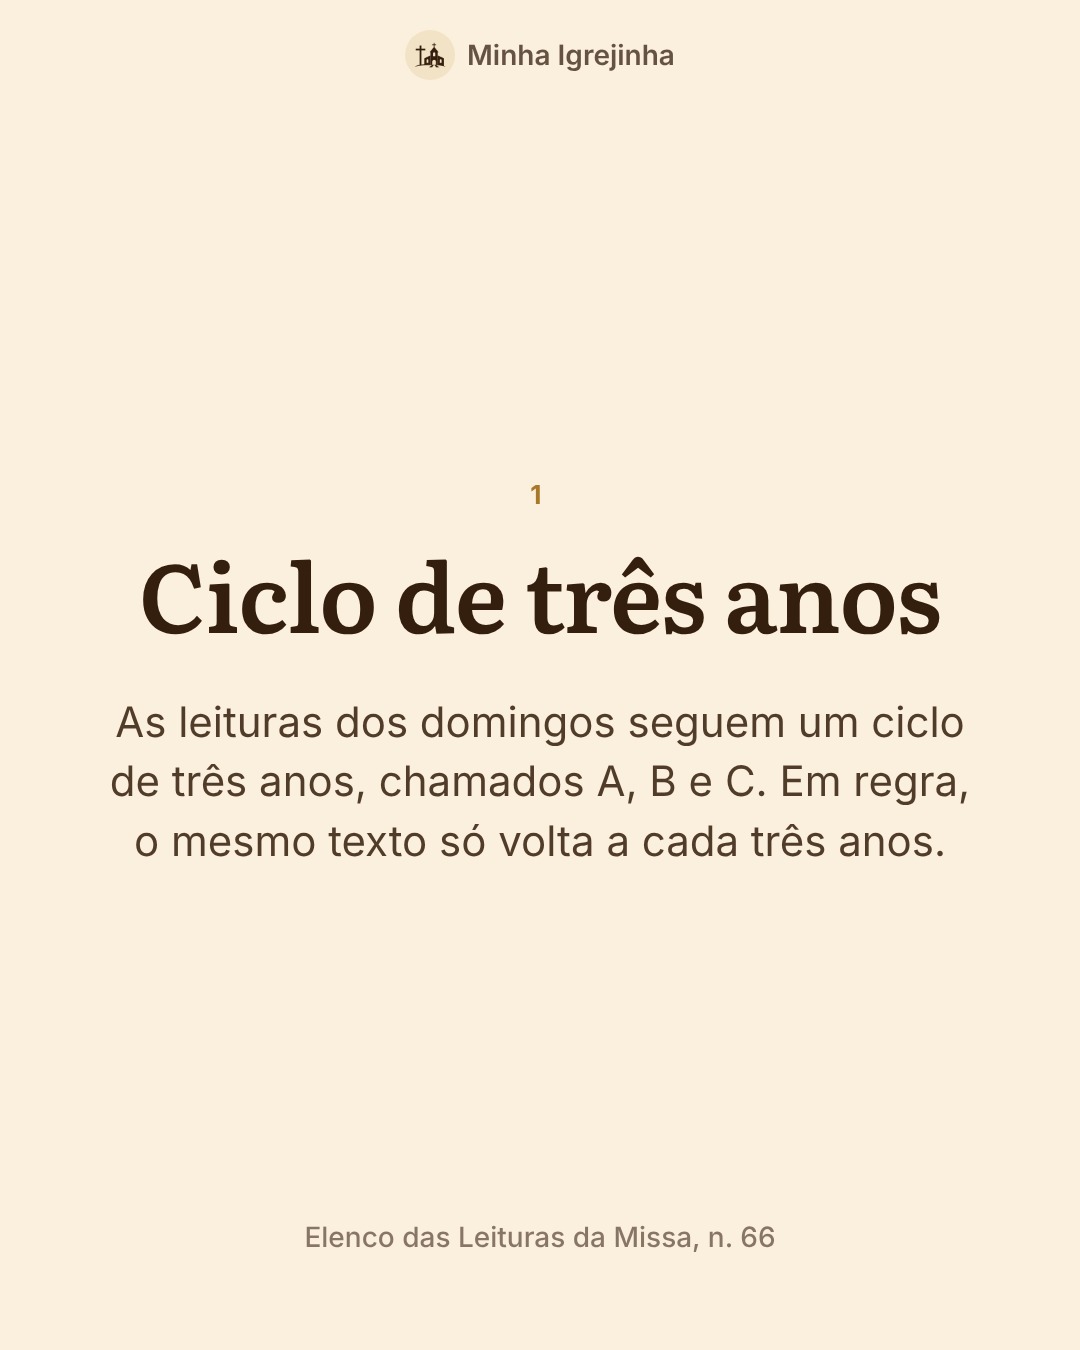 Minha Igrejinha
1
Ciclo de três anos
As leituras dos domingos seguem um ciclo
de três anos, chamados A, B e C. Em regra,
o mesmo texto só volta a cada três anos.
Elenco das Leituras da Missa, n. 66